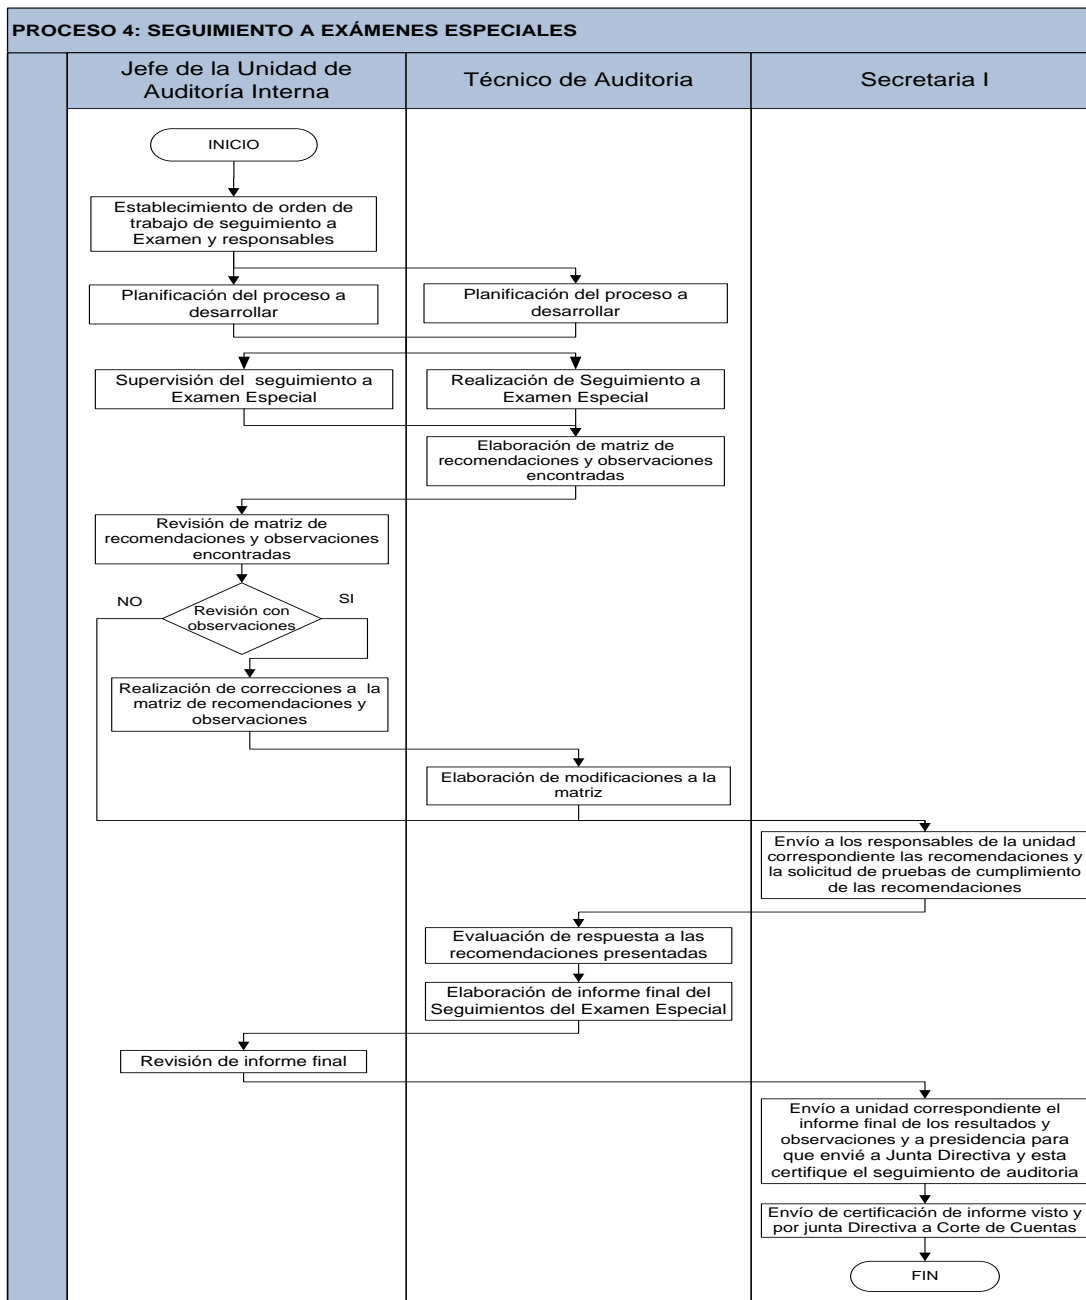 PROCESO 4: SEGUIMIENTO A EXÁMENES ESPECIALES
Jefe de la Unidad de
Auditoría Interna
Técnico de Auditoria
Secretaria I
INICIO
Establecimiento de orden de
trabajo de seguimiento a
Examen y responsables
Planificación del proceso a
desarrollar
Planificación del proceso a
desarrollar
Supervisión del seguimiento a
Examen Especial
Realización de Seguimiento a
Examen Especial
Elaboración de matriz de
recomendaciones y observaciones
encontradas
Revisión de matriz de
recomendaciones y observaciones
encontradas
NO
Revisión con
observaciones
SI
Realización de correcciones a la
matriz de recomendaciones y
observaciones
Elaboración de modificaciones a la
matriz
Envío a los responsables de la unidad
correspondiente las recomendaciones y
la solicitud de pruebas de cumplimiento
de las recomendaciones
Evaluación de respuesta a las
recomendaciones presentadas
Elaboración de informe final del
Seguimientos del Examen Especial
Revisión de informe final
Envío a unidad correspondiente el
informe final de los resultados y
observaciones y a presidencia para
que envié a Junta Directiva y esta
certifique el seguimiento de auditoria
Envío de certificación de informe visto y
por junta Directiva a Corte de Cuentas
FIN